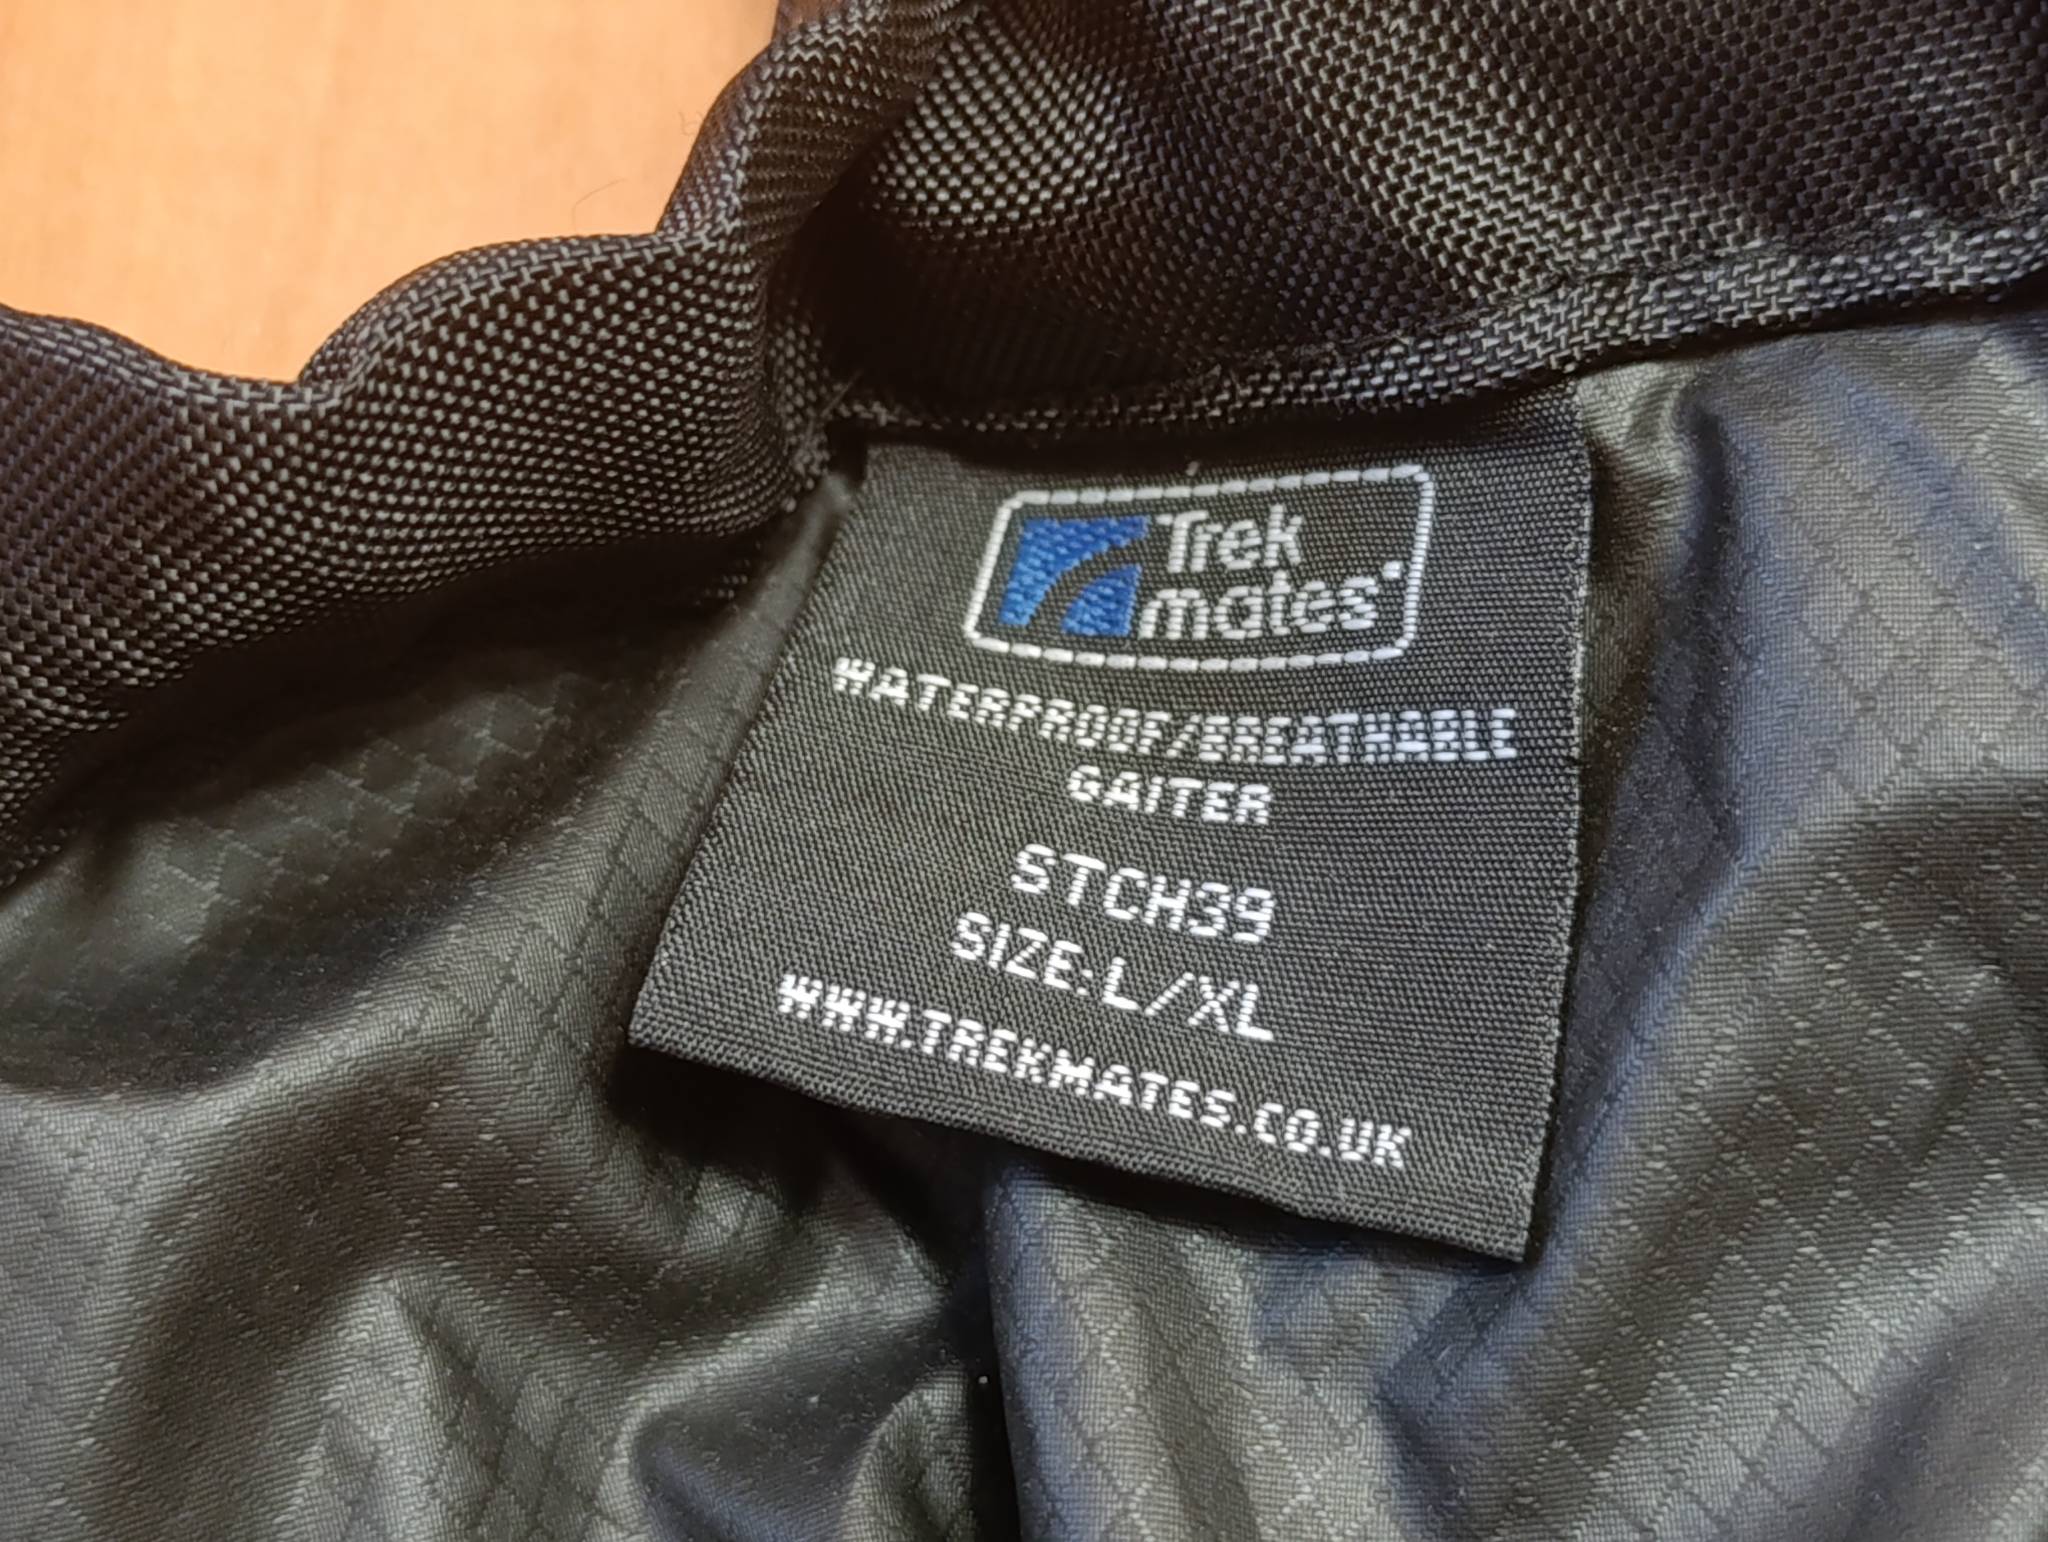 Trek
mates
WATERPROOF/BREATHABLE
GAITER
STCH39
SIZE:L/XL
WWW.TREKMATES.CO.UK